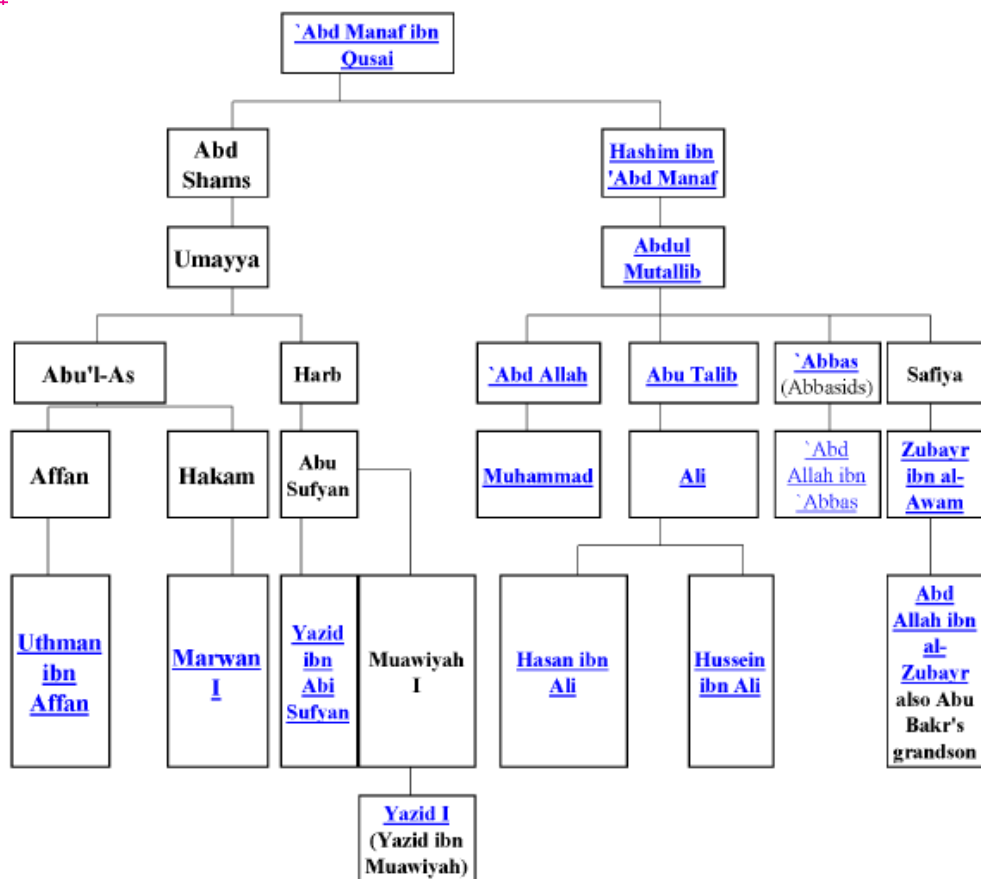 `Abd Manaf ibn
Qusai
Abd
Shams
Hashim ibn
'Abd Manaf
Umayya
Abdul
Mutallib
Abu'l-As
Harb
`Abd Allah
Abu Talib
`Abbas
(Abbasids)
Safiya
Affan
Hakam
Abu
Sufyan
Muhammad
Ali
`Abd
Allah ibn
`Abbas
Zubayr
ibn al-
Awam
Uthman
ibn
Affan
Marwan
I
Yazid
ibn
Abi
Sufyan
Muawiyah
I
Hasan ibn
Ali
Hussein
ibn Ali
Abd
Allah ibn
al-
Zubayr
also Abu
Bakr's
grandson
Yazid I
(Yazid ibn
Muawiyah)